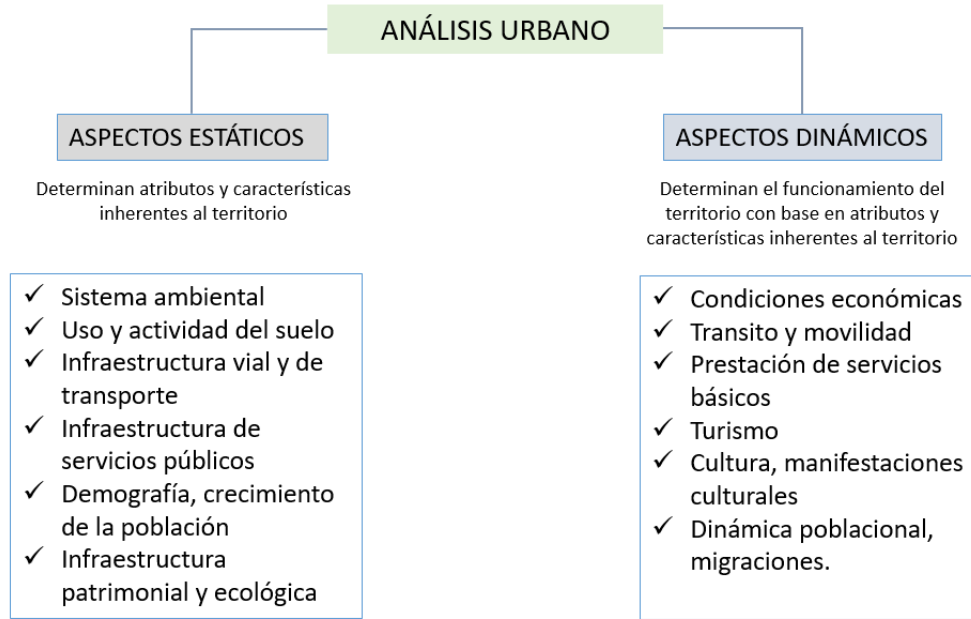 ANÁLISIS URBANO
ASPECTOS ESTÁTICOS
Determinan atributos y características
inherentes al territorio
✓ Sistema ambiental
✓ Uso y actividad del suelo
✓ Infraestructura vial y de
transporte
✓ Infraestructura de
servicios públicos
✓ Demografía, crecimiento
de la población
✓ Infraestructura
patrimonial y ecológica
ASPECTOS DINÁMICOS
Determinan el funcionamiento del
territorio con base en atributos y
características inherentes al territorio
✓ Condiciones económicas
✓ Transito y movilidad
✓ Prestación de servicios
básicos
✓ Turismo
✓ Cultura, manifestaciones
culturales
✓ Dinámica poblacional,
migraciones.